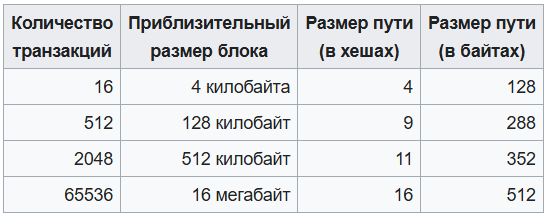 Количество Приблизительный Размер пути Размер пути
транзакций размер блока (в хешах) (в байтах)
16 4 килобайта 4 128
512 128 килобайт 9 288
2048 512 килобайт 11 352
65536 16 мегабайт 16 512